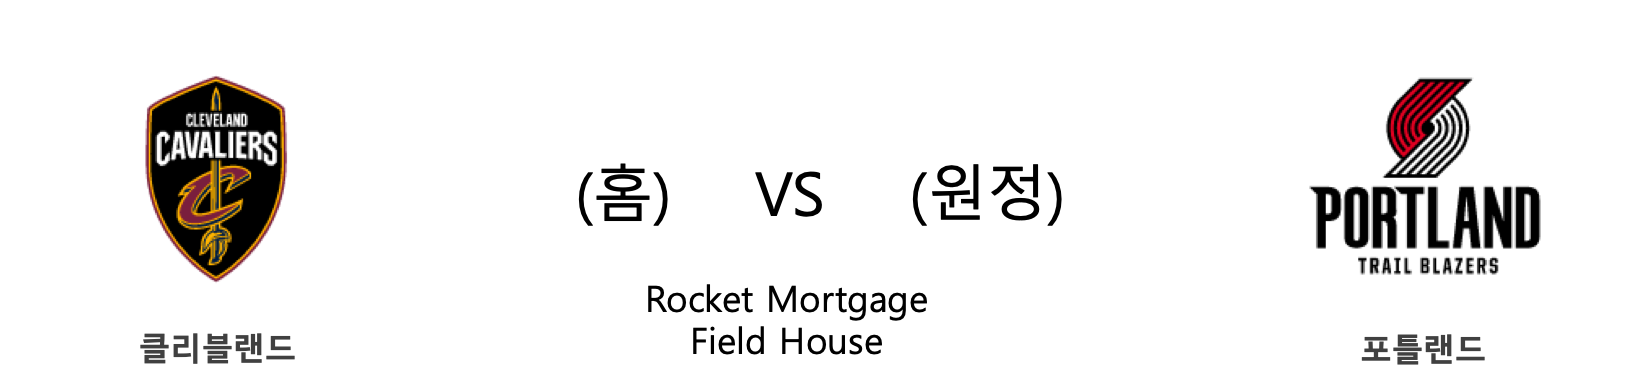 CLEVELAND
CAVALIERS
(홈) VS (원정)
PORTLAND
TRAIL BLAZERS
Rocket Mortgage
Field House
클리블랜드
포틀랜드